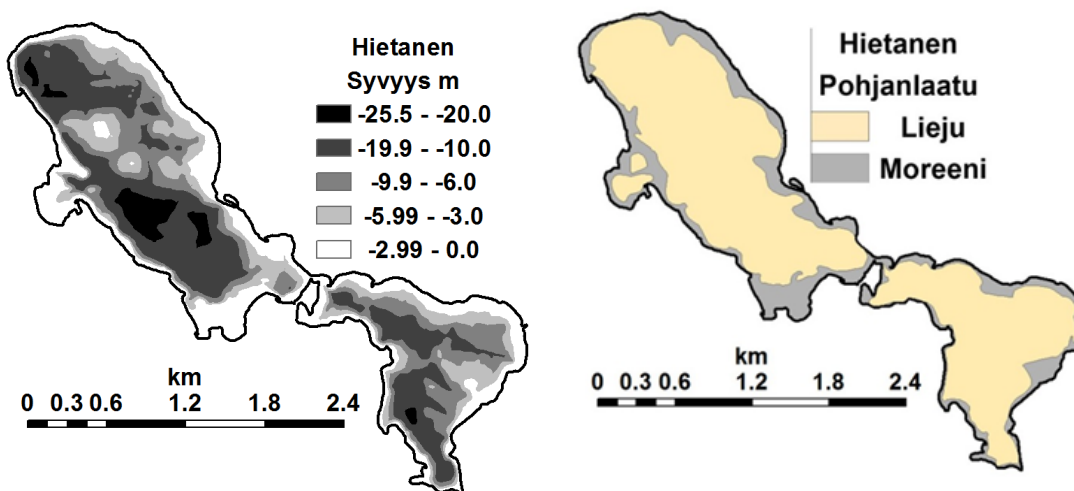 Hietanen
Syvyys m
-25.5 - -20.0
-19.9 - -10.0
-9.9 - -6.0
-5.99 - -3.0
-2.99 - 0.0
km
0 0.3 0.6 1.2 1.8 2.4
Hietanen
Pohjanlaatu
Lieju
Moreeni
km
0 0.3 0.6 1.2 1.8 2.4